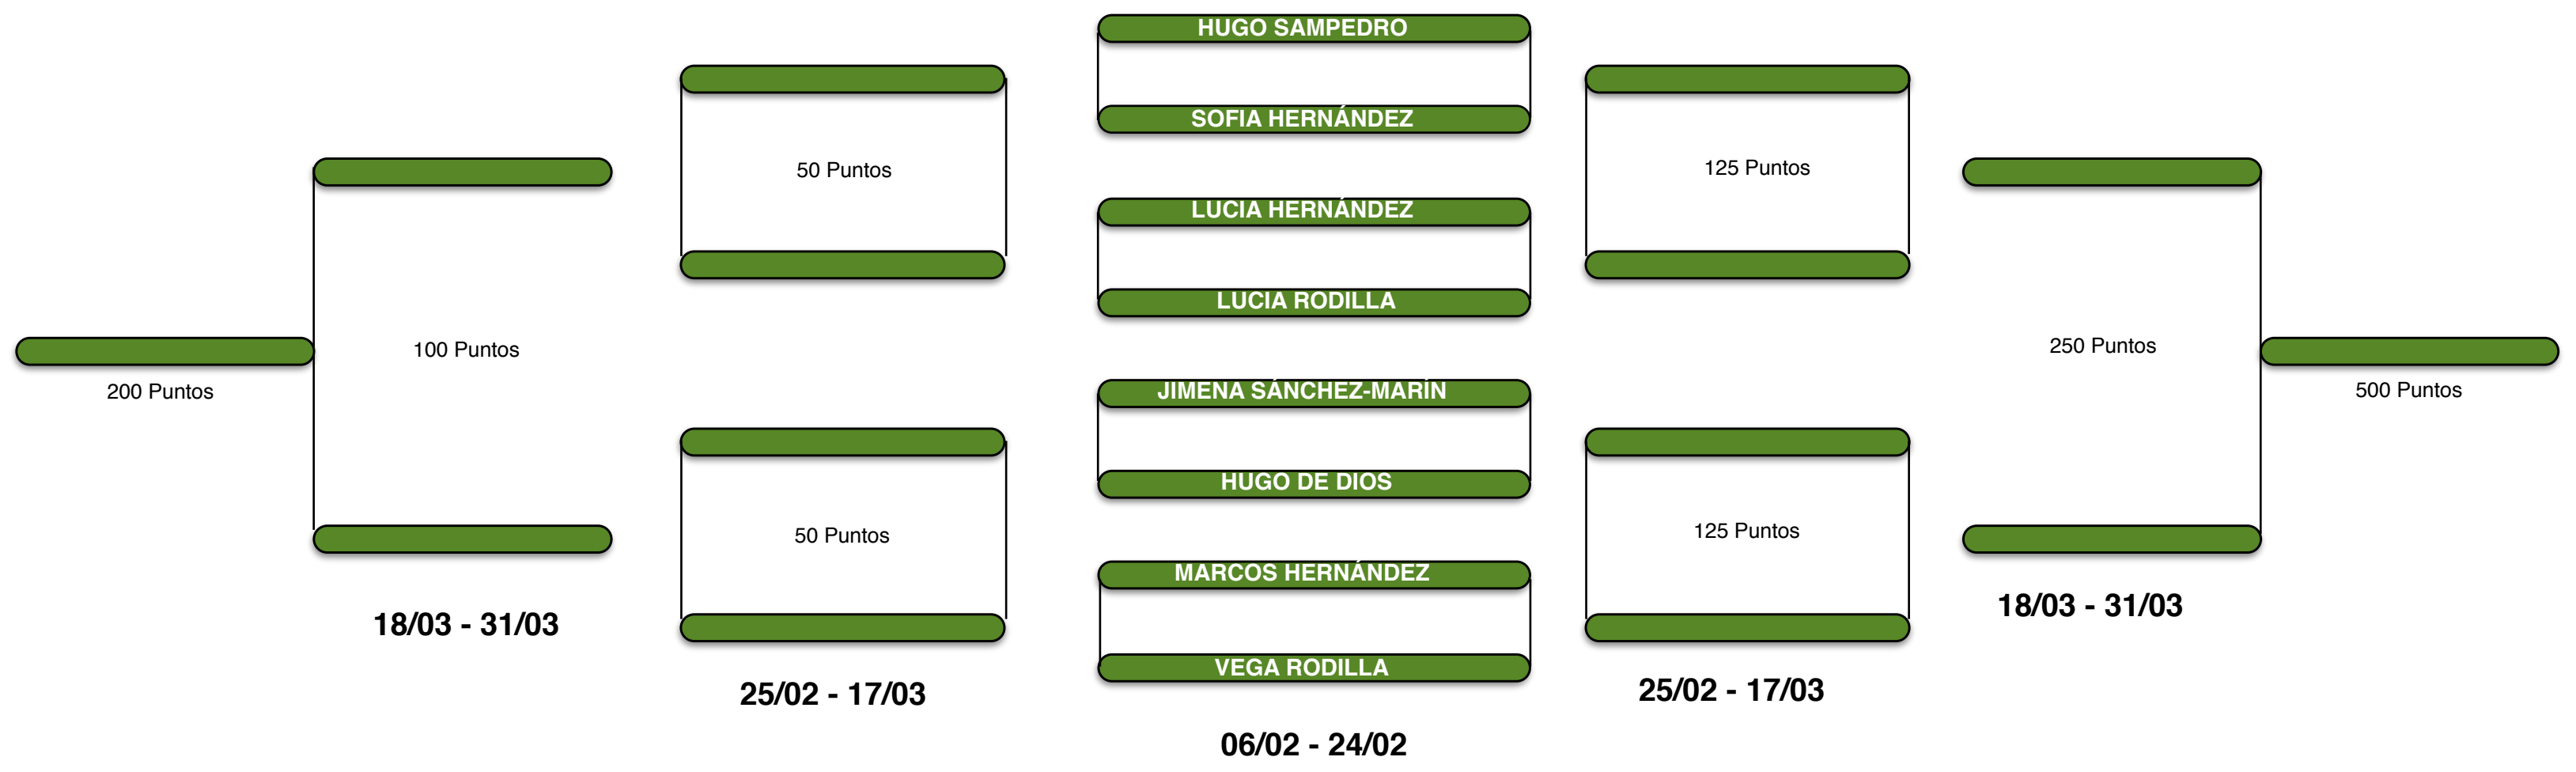 HUGO SAMPEDRO
SOFIA HERNÁNDEZ
50 Puntos
125 Puntos
LUCIA HERNÁNDEZ
LUCIA RODILLA
100 Puntos
250 Puntos
200 Puntos
500 Puntos
JIMENA SÁNCHEZ-MARÍN
HUGO DE DIOS
50 Puntos
125 Puntos
MARCOS HERNÁNDEZ
VEGA RODILLA
18/03 - 31/03
18/03 - 31/03
25/02 - 17/03
25/02 - 17/03
06/02 - 24/02